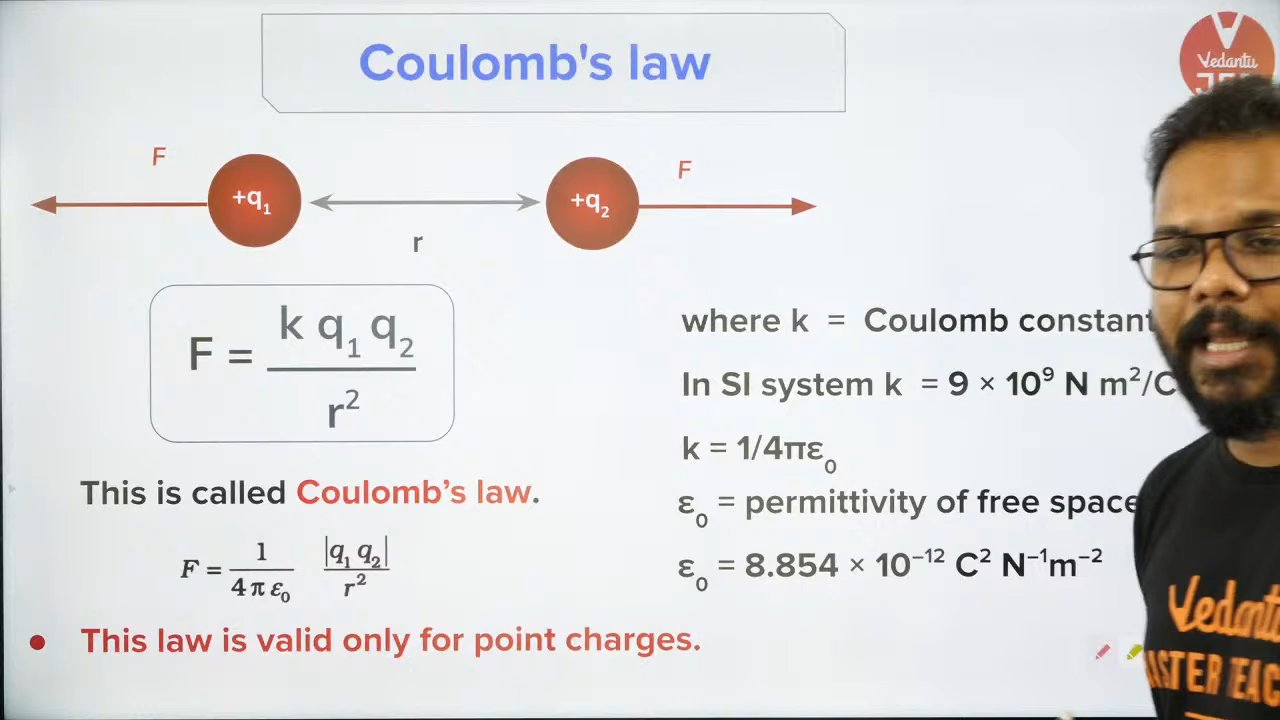 Coulomb's law
Vedantu
F
F
+q₁
+q₂
r
F = k q₁ q₂ / r²
where k = Coulomb constant
In SI system k = 9 × 10⁹ N m²/C
k = 1/4πε₀
This is called Coulomb's law.
ε₀ = permittivity of free space
F = 1 / 4 π ε₀ |q₁ q₂| / r²
ε₀ = 8.854 × 10⁻¹² C² N⁻¹m⁻²
• This law is valid only for point charges.
Vedantu